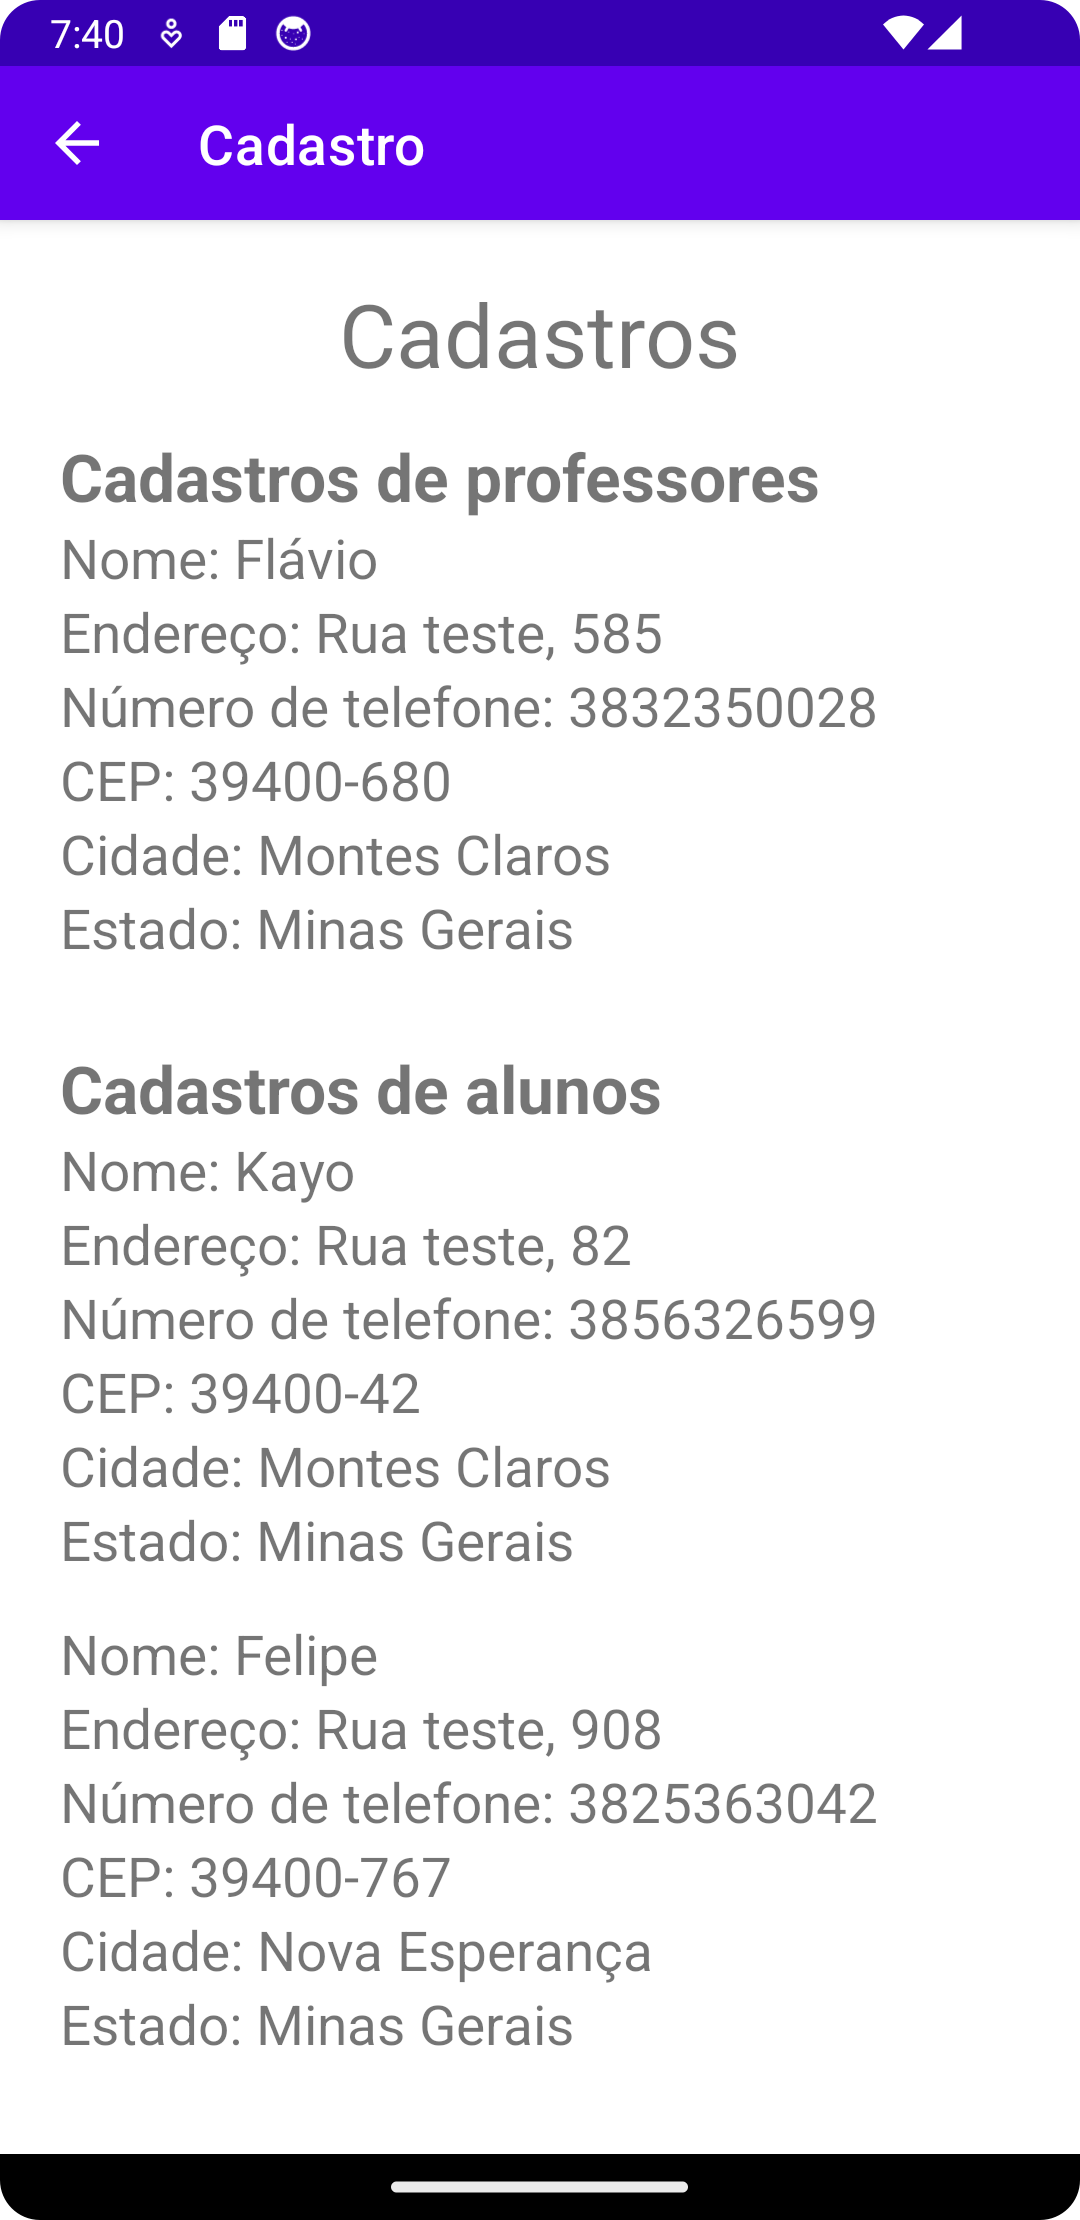 7:40
Cadastro
Cadastros
Cadastros de professores
Nome: Flávio
Endereço: Rua teste, 585
Número de telefone: 3832350028
CEP: 39400-680
Cidade: Montes Claros
Estado: Minas Gerais
Cadastros de alunos
Nome: Kayo
Endereço: Rua teste, 82
Número de telefone: 3856326599
CEP: 39400-42
Cidade: Montes Claros
Estado: Minas Gerais
Nome: Felipe
Endereço: Rua teste, 908
Número de telefone: 3825363042
CEP: 39400-767
Cidade: Nova Esperança
Estado: Minas Gerais